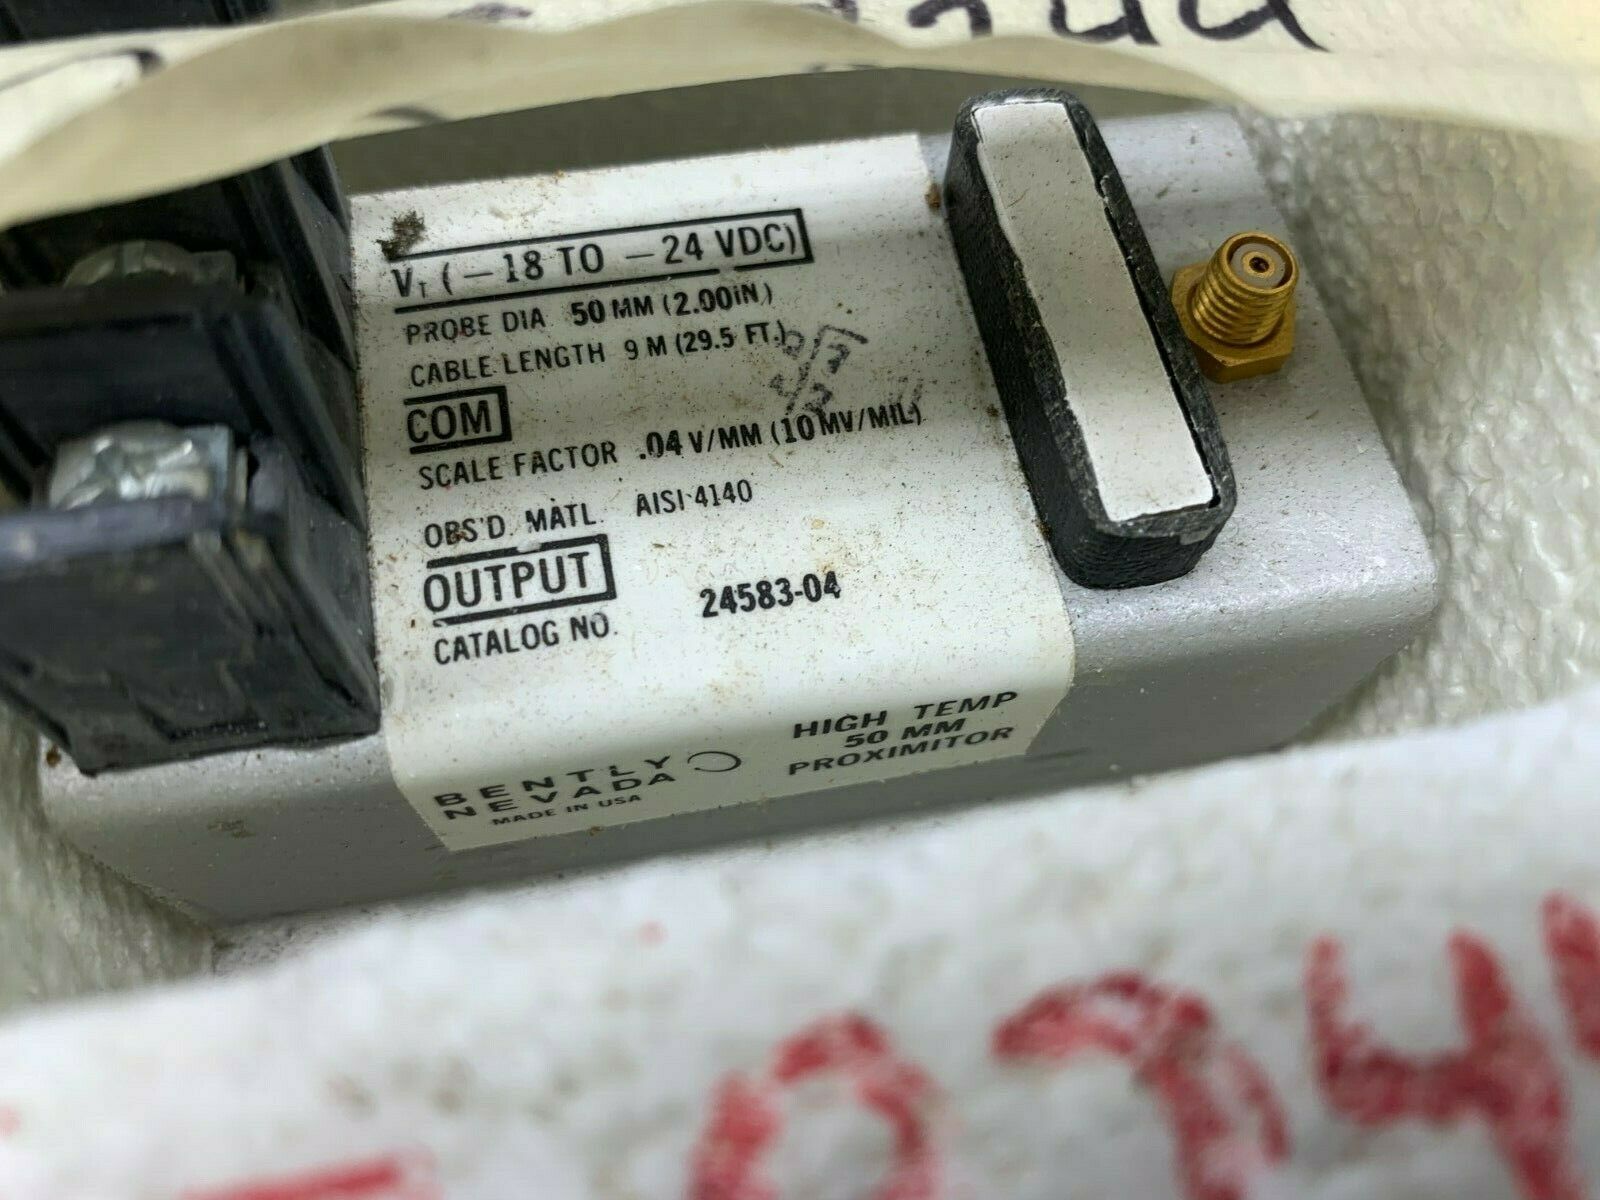 VT (-18 TO -24 VDC)
PROBE DIA 50 MM (2.00IN)
CABLE LENGTH 9 M (29.5 FT.)
COM
SCALE FACTOR .04 V/MM (10 MV/MIL)
OBS'D. MATL. AISI 4140
OUTPUT
CATALOG NO. 24583-04
BENTLY
NEVADA
MADE IN USA
HIGH TEMP
50 MM
PROXIMITOR